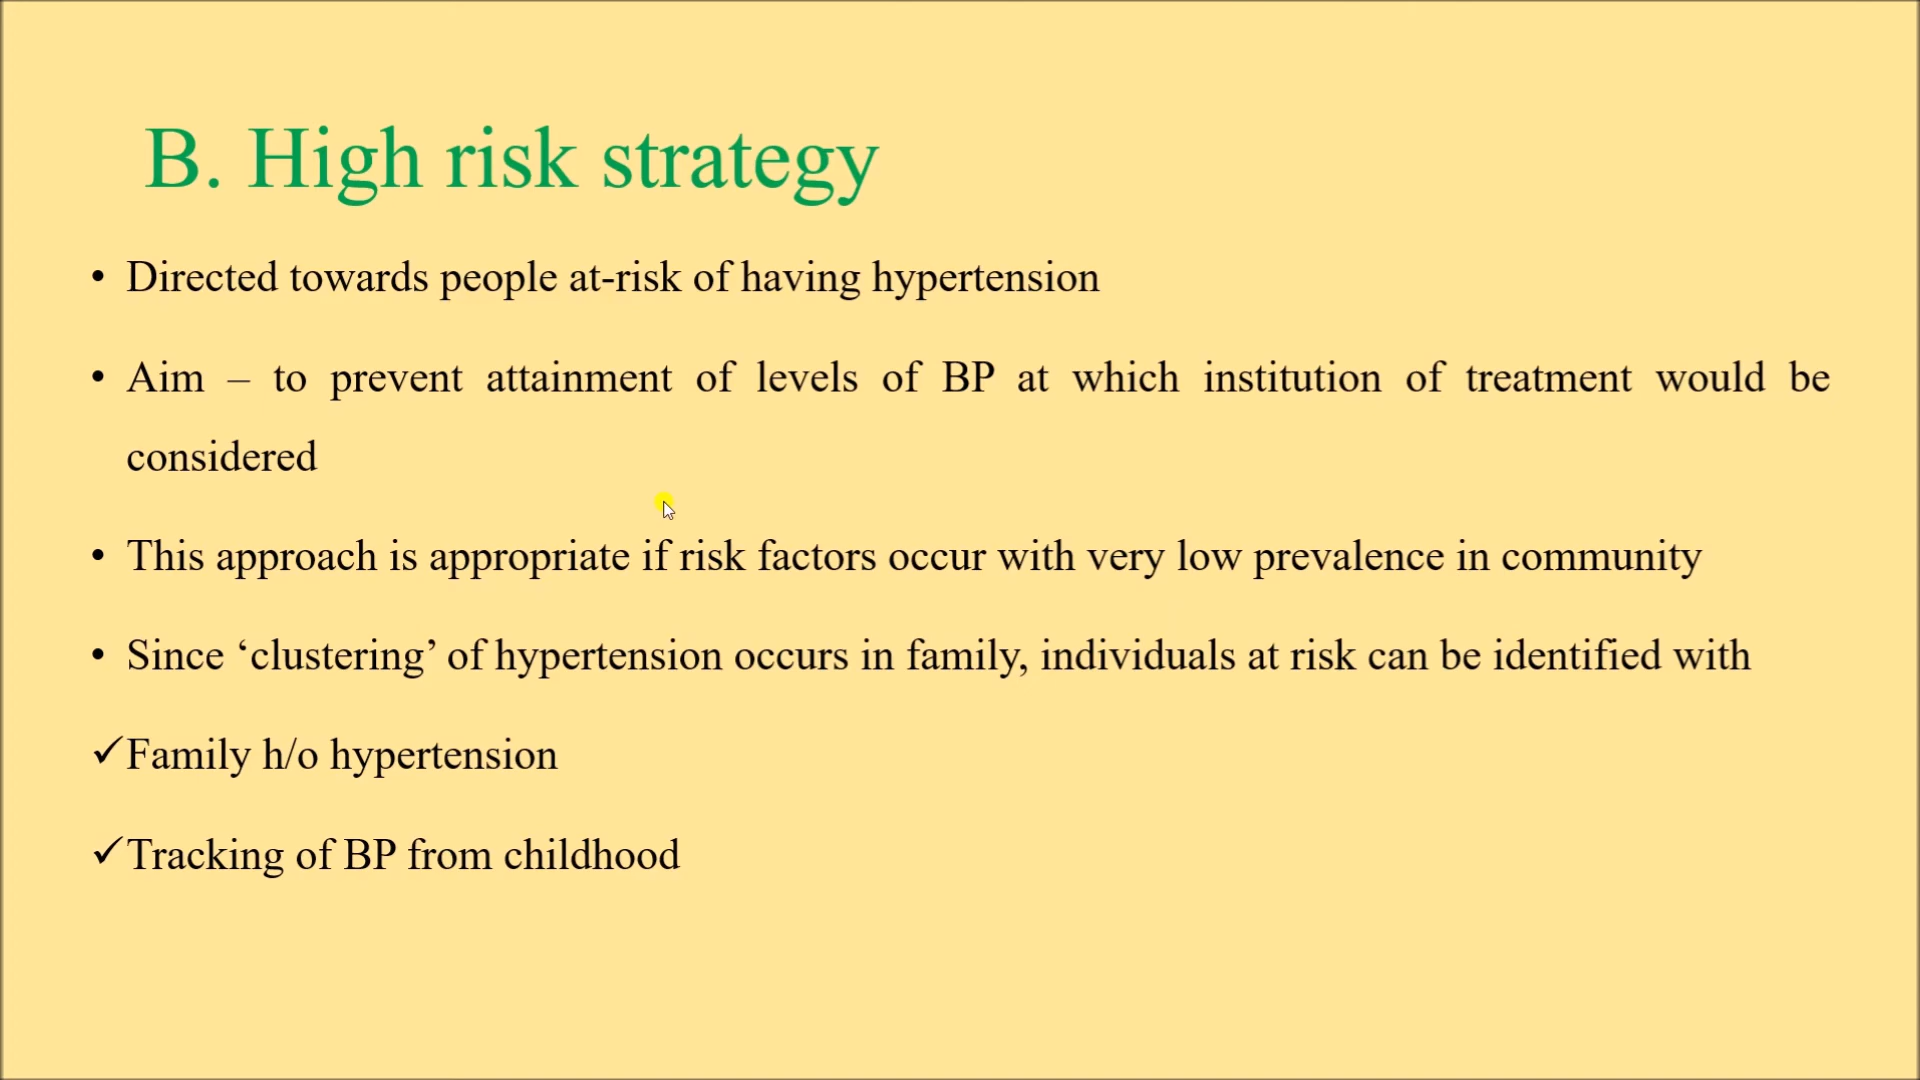 B. High risk strategy
• Directed towards people at-risk of having hypertension
• Aim – to prevent attainment of levels of BP at which institution of treatment would be
considered
• This approach is appropriate if risk factors occur with very low prevalence in community
• Since ‘clustering’ of hypertension occurs in family, individuals at risk can be identified with
✓Family h/o hypertension
✓Tracking of BP from childhood